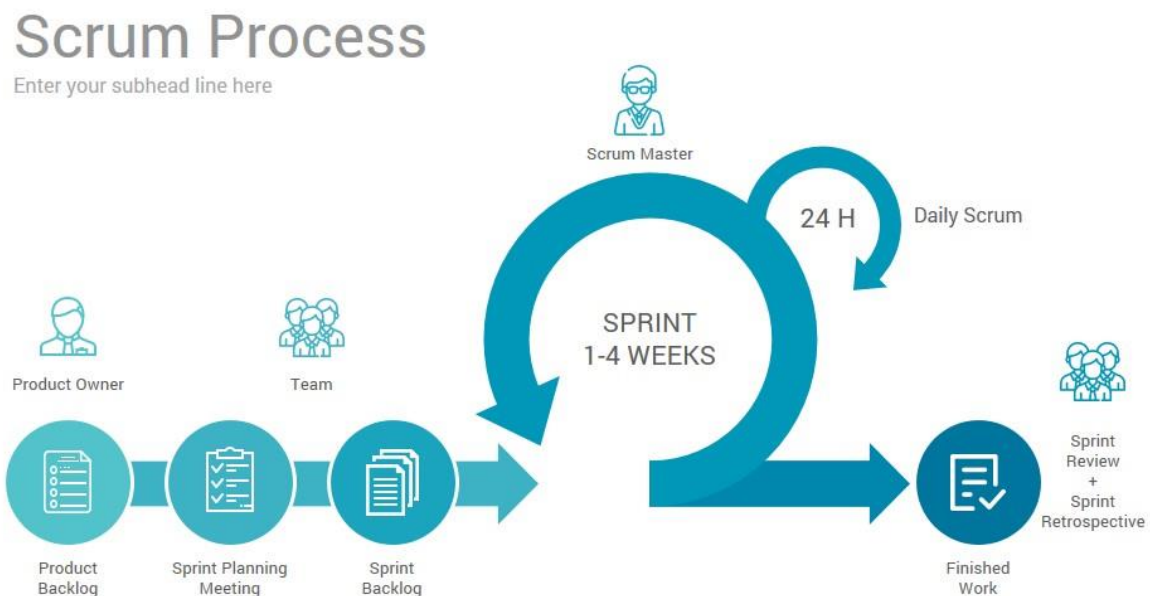 Scrum Process
Enter your subhead line here
Scrum Master
24 H
Daily Scrum
SPRINT
1-4 WEEKS
Product Owner
Team
Sprint
Review
+
Sprint
Retrospective
Product
Backlog
Sprint Planning
Meeting
Sprint
Backlog
Finished
Work